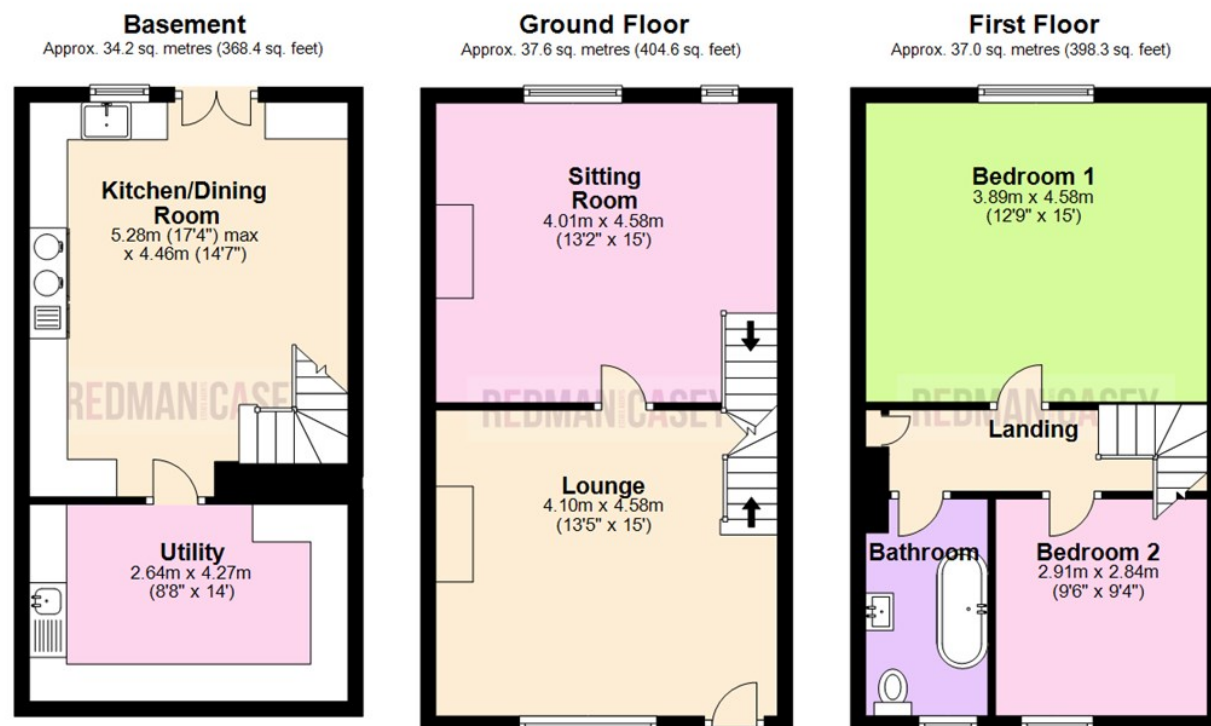 Basement
Approx. 34.2 sq. metres (368.4 sq. feet)
Kitchen/Dining
Room
5.28m (17'4") max
x 4.46m (14'7")
REDMAN CASEY
Utility
2.64m x 4.27m
(8'8" x 14')
Ground Floor
Approx. 37.6 sq. metres (404.6 sq. feet)
Sitting
Room
4.01m x 4.58m
(13'2" x 15')
REDMAN CASEY
Lounge
4.10m x 4.58m
(13'5" x 15')
First Floor
Approx. 37.0 sq. metres (398.3 sq. feet)
Bedroom 1
3.89m x 4.58m
(12'9" x 15')
REDMAN CASEY
Landing
Bathroom
Bedroom 2
2.91m x 2.84m
(9'6" x 9'4")